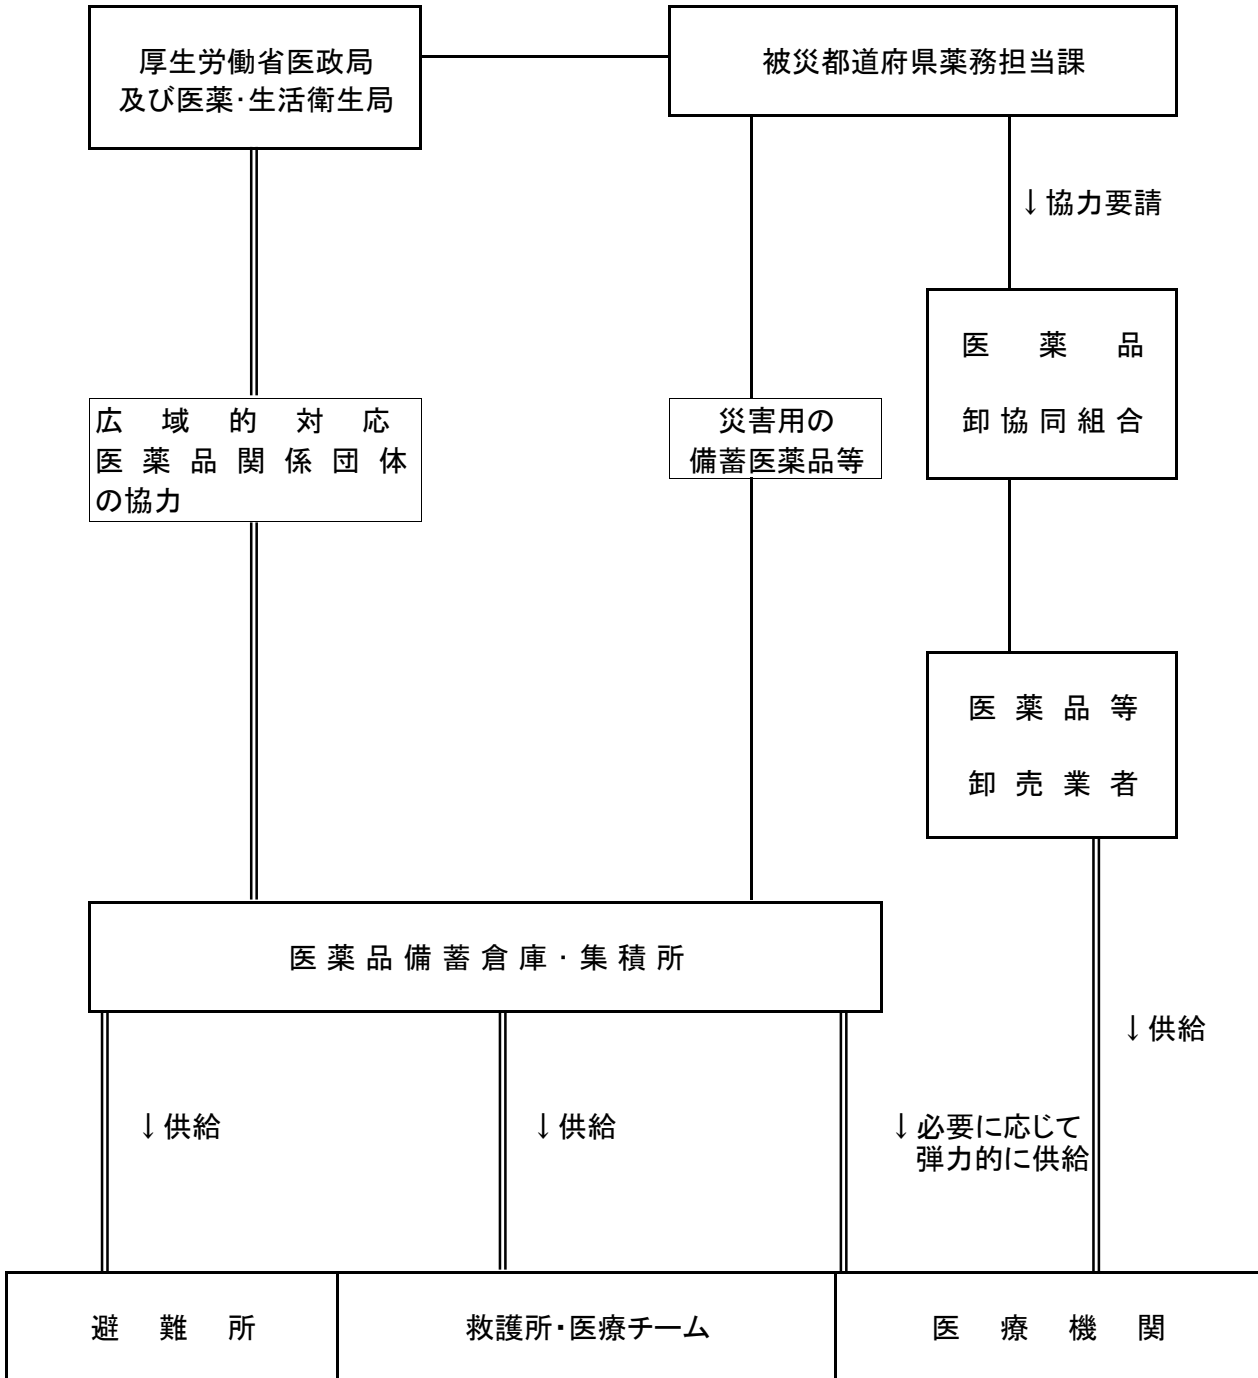 厚生労働省医政局
及び医薬・生活衛生局
被災都道府県薬務担当課
↓協力要請
医薬品
卸協同組合
広域的対応
医薬品関係団体
の協力
災害用の
備蓄医薬品等
医薬品等
卸売業者
医薬品備蓄倉庫・集積所
↓供給
↓供給
↓供給
↓必要に応じて
弾力的に供給
避難所
救護所・医療チーム
医療機関